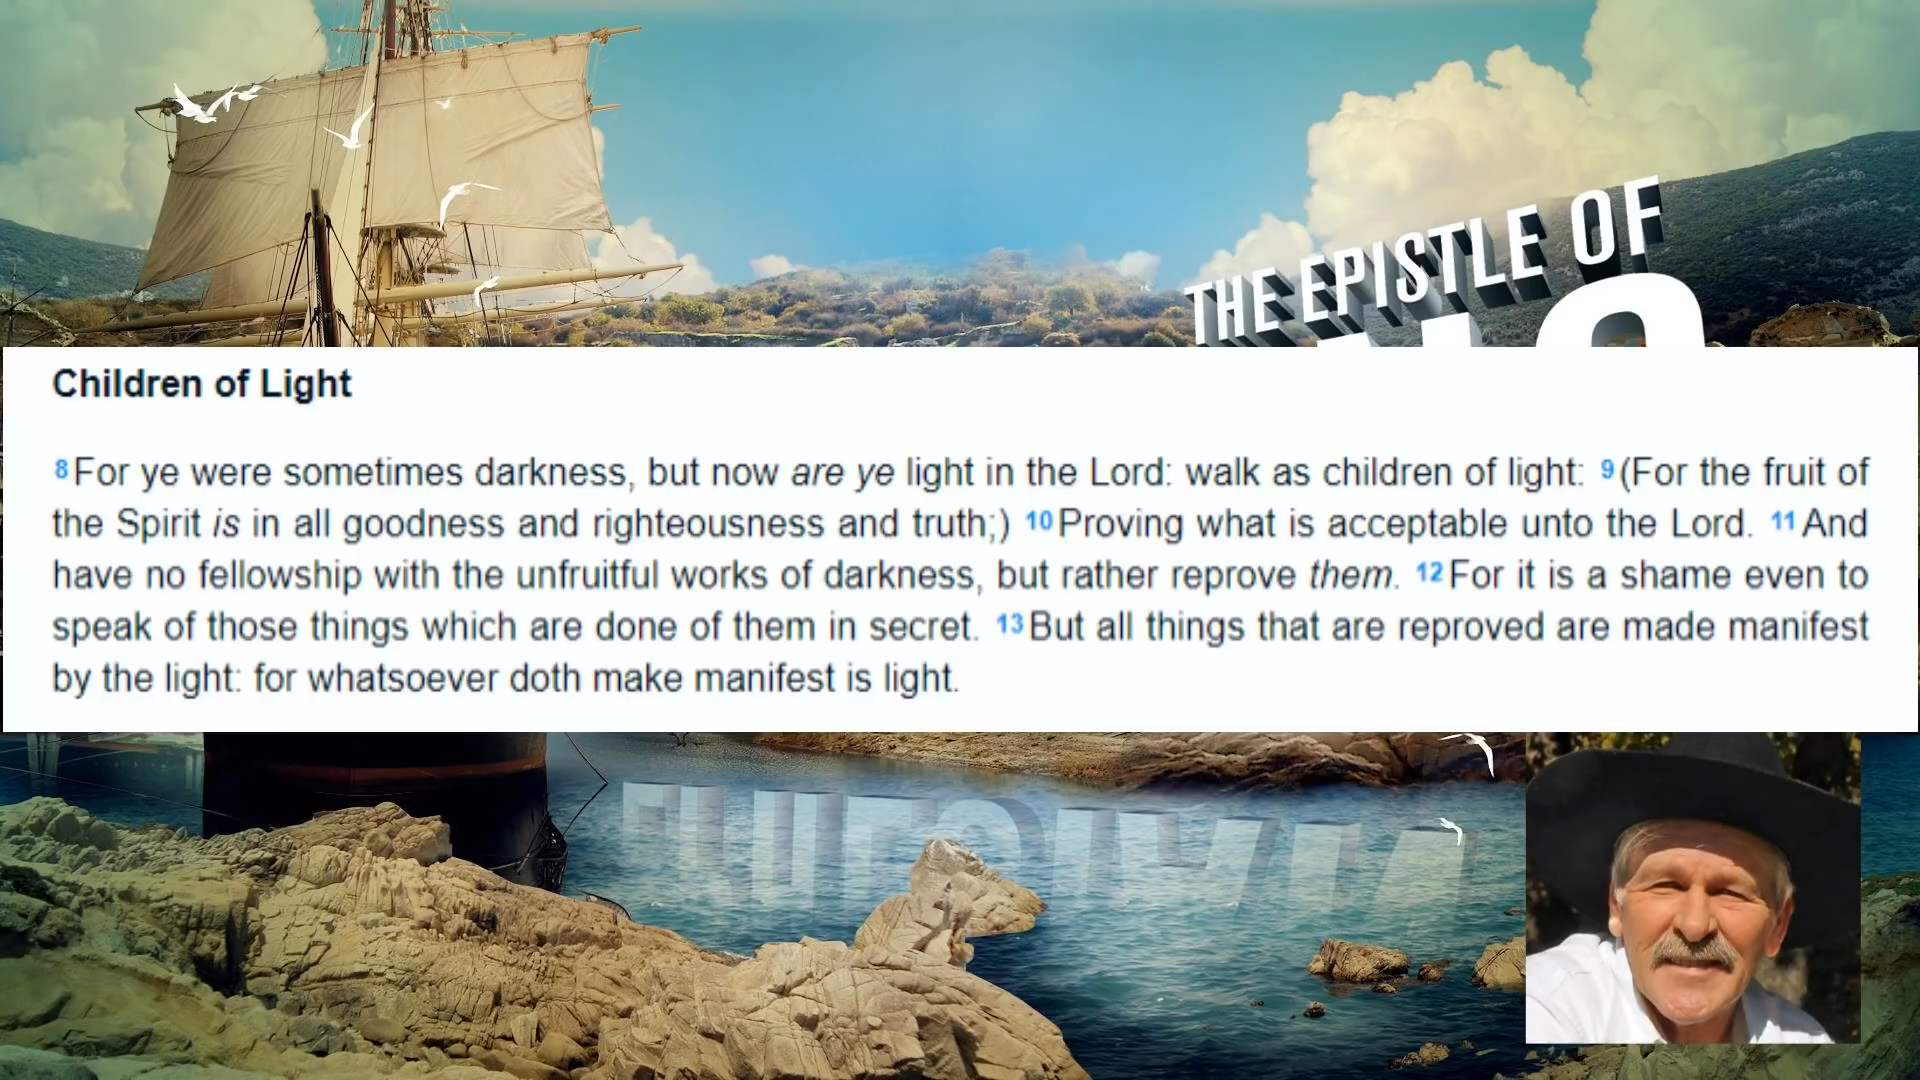 THE EPISTLE OF
Children of Light
8 For ye were sometimes darkness, but now are ye light in the Lord: walk as children of light: 9 (For the fruit of
the Spirit is in all goodness and righteousness and truth;) 10 Proving what is acceptable unto the Lord. 11 And
have no fellowship with the unfruitful works of darkness, but rather reprove them. 12 For it is a shame even to
speak of those things which are done of them in secret. 13 But all things that are reproved are made manifest
by the light: for whatsoever doth make manifest is light.